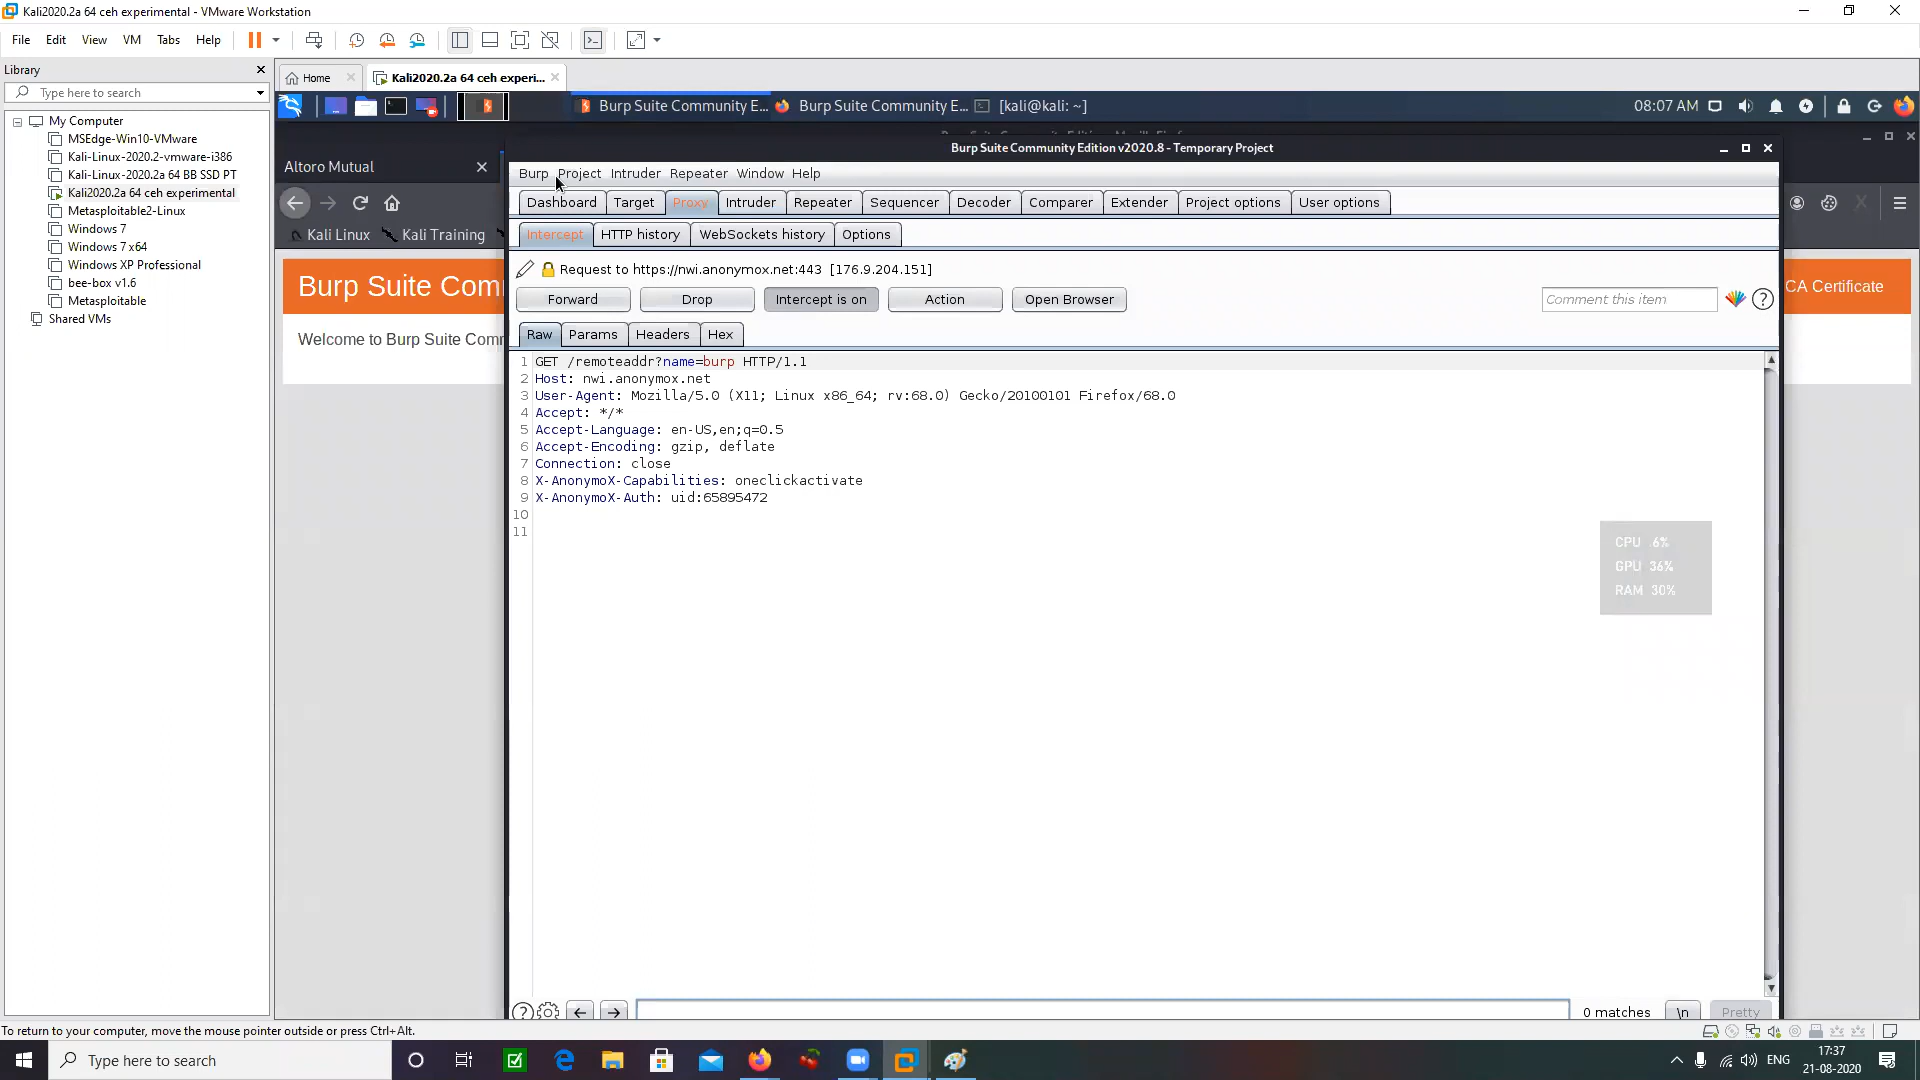 Kali2020.2a 64 ceh experimental - VMware Workstation
File Edit View VM Tabs Help
Library
Type here to search
My Computer
MSEdge-Win10-VMware
Kali-Linux-2020.2-vmware-i386
Kali-Linux-2020.2a 64 BB SSD PT
Kali2020.2a 64 ceh experimental
Metasploitable2-Linux
Windows 7
Windows 7 x64
Windows XP Professional
bee-box v1.6
Metasploitable
Shared VMs
Home
Kali2020.2a 64 ceh experi...
Burp Suite Community E...
Burp Suite Community E...
[kali@kali: ~]
08:07 AM
Altoro Mutual
Kali Linux
Kali Training
Burp Suite Com
CA Certificate
Welcome to Burp Suite Com
Burp Suite Community Edition v2020.8 - Temporary Project
Burp Project Intruder Repeater Window Help
Dashboard Target Proxy Intruder Repeater Sequencer Decoder Comparer Extender Project options User options
Intercept HTTP history WebSockets history Options
Request to https://nwi.anonymox.net:443 [176.9.204.151]
Forward Drop Intercept is on Action Open Browser Comment this item ?
Raw Params Headers Hex
1 GET /remoteaddr?name=burp HTTP/1.1
2 Host: nwi.anonymox.net
3 User-Agent: Mozilla/5.0 (X11; Linux x86_64; rv:68.0) Gecko/20100101 Firefox/68.0
4 Accept: */*
5 Accept-Language: en-US,en;q=0.5
6 Accept-Encoding: gzip, deflate
7 Connection: close
8 X-AnonymoX-Capabilities: oneclickactivate
9 X-AnonymoX-Auth: uid:65895472
10
11
CPU 6%
GPU 36%
RAM 30%
? 0 matches \n Pretty
To return to your computer, move the mouse pointer outside or press Ctrl+Alt.
Type here to search
ENG
17:37
21-08-2020